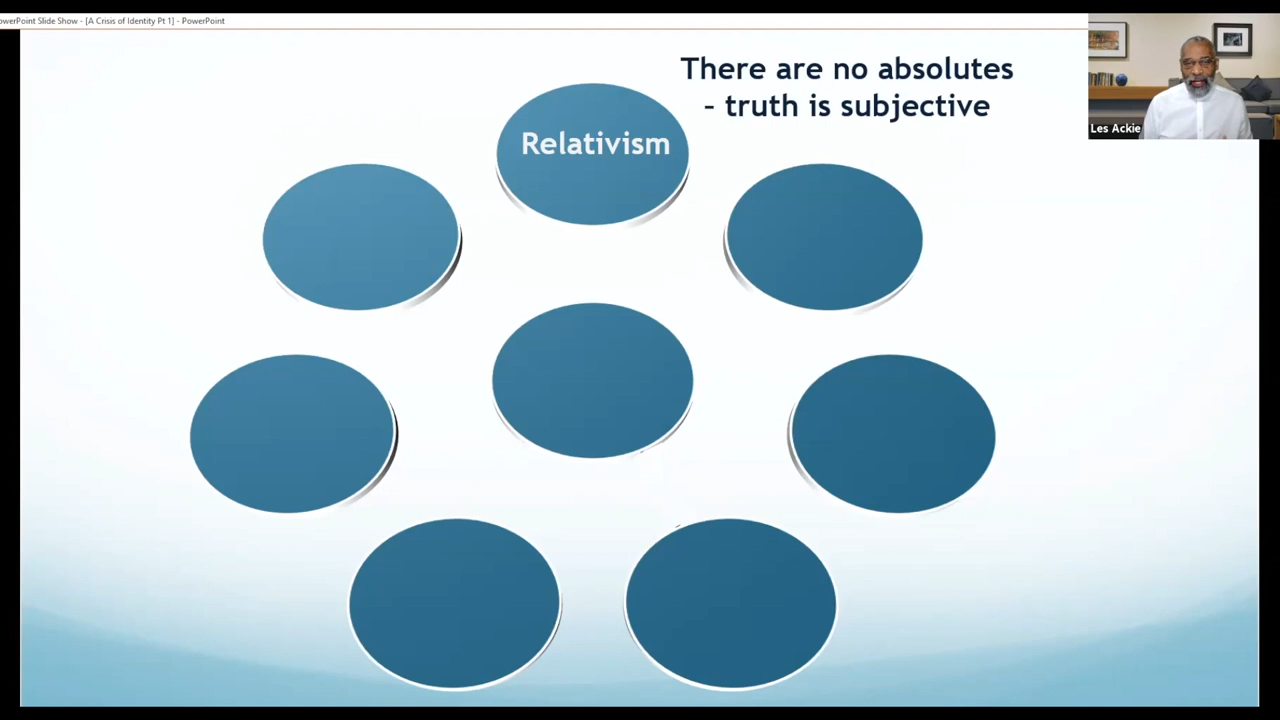 owerPoint Slide Show - [A Crisis of Identity Pt 1] - PowerPoint
There are no absolutes
- truth is subjective
Relativism
Les Ackie